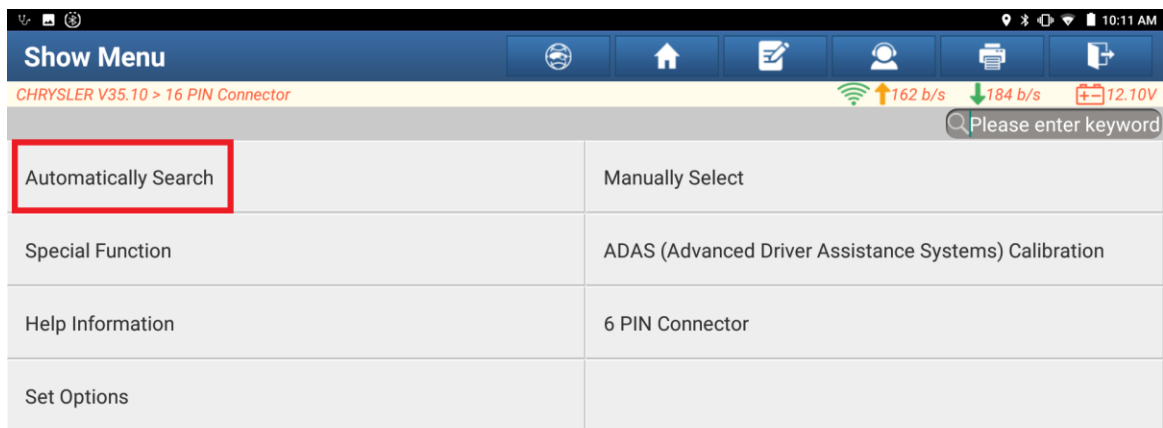 10:11 AM
Show Menu
CHRYSLER V35.10 > 16 PIN Connector 162 b/s 184 b/s 12.10V
Please enter keyword
Automatically Search Manually Select
Special Function ADAS (Advanced Driver Assistance Systems) Calibration
Help Information 6 PIN Connector
Set Options